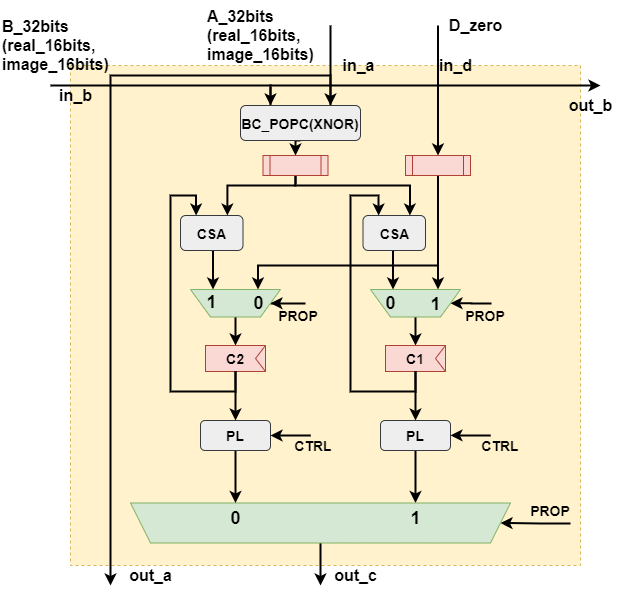 B_32bits
(real_16bits,
image_16bits)
A_32bits
(real_16bits,
image_16bits)
D_zero
in_a
in_d
in_b
out_b
BC_POPC(XNOR)
CSA
CSA
1 0
0 1
PROP
PROP
C2
C1
PL
PL
CTRL
CTRL
0 1
PROP
out_a
out_c